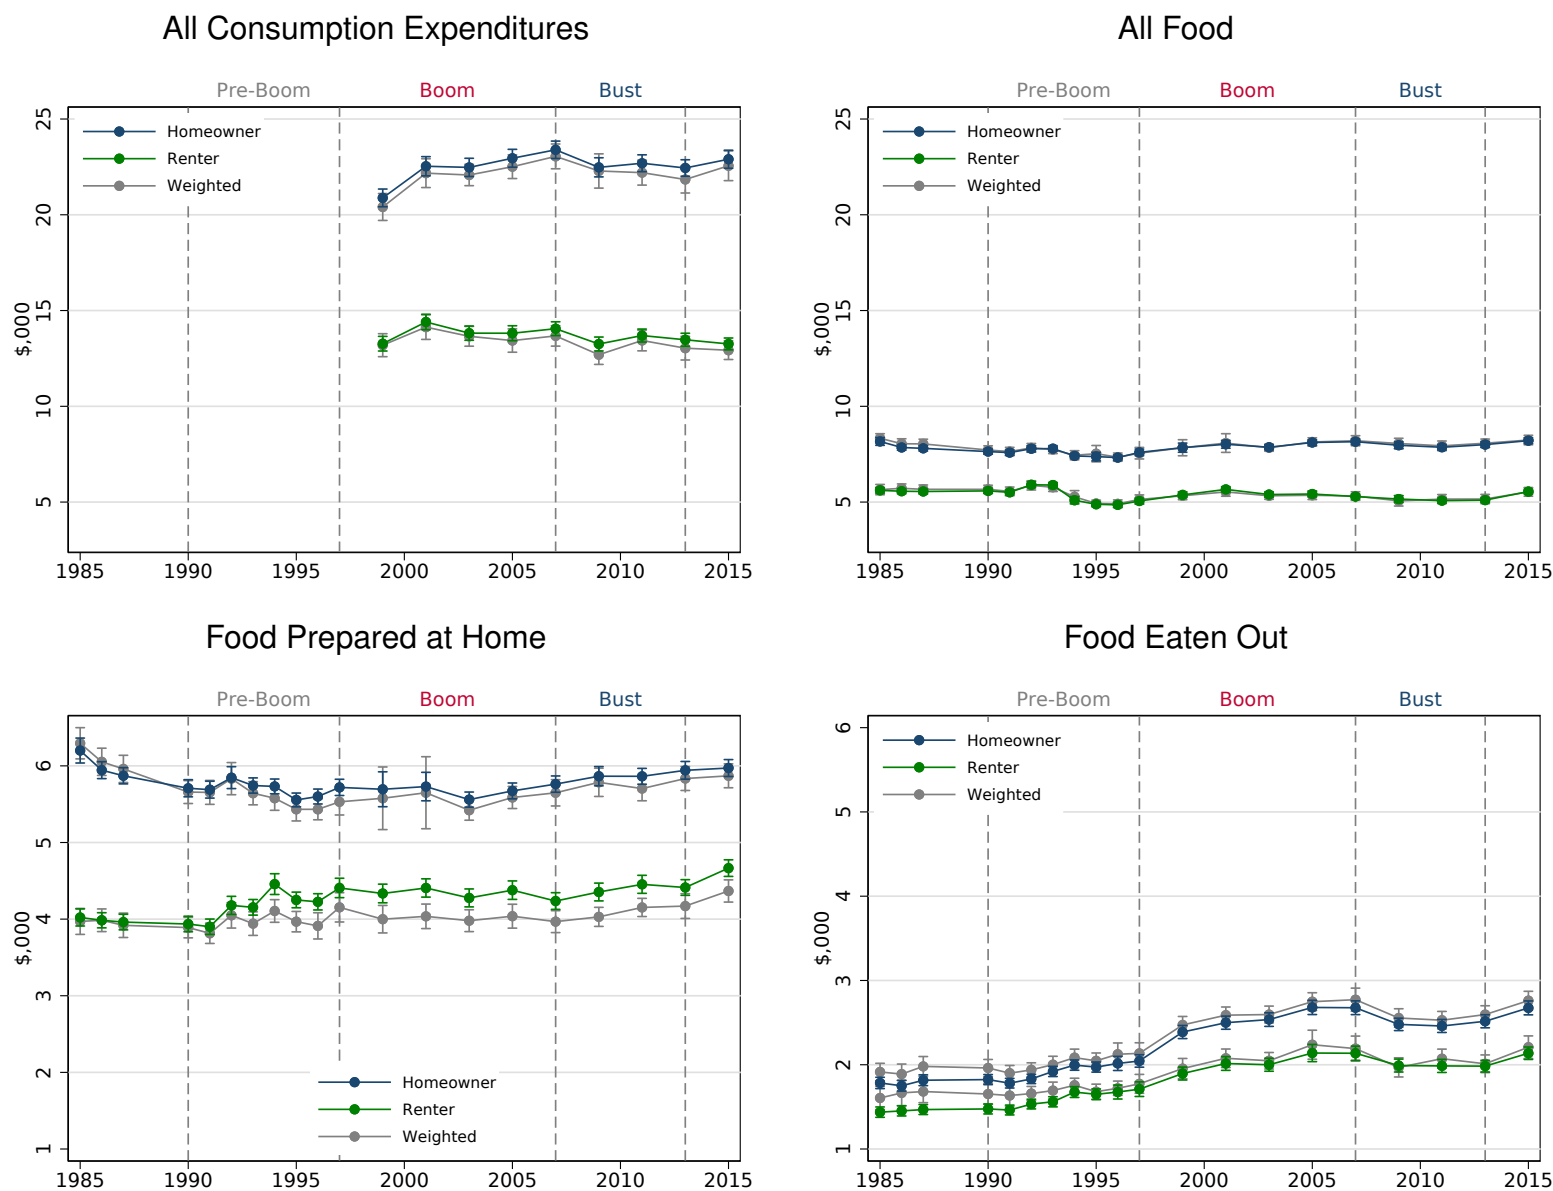 All Consumption Expenditures
Pre-Boom Boom Bust
25
20
15
10
5
$,000
Homeowner
Renter
Weighted
1985 1990 1995 2000 2005 2010 2015
All Food
Pre-Boom Boom Bust
25
20
15
10
5
$,000
Homeowner
Renter
Weighted
1985 1990 1995 2000 2005 2010 2015
Food Prepared at Home
Pre-Boom Boom Bust
6
5
4
3
2
1
$,000
Homeowner
Renter
Weighted
1985 1990 1995 2000 2005 2010 2015
Food Eaten Out
Pre-Boom Boom Bust
6
5
4
3
2
1
$,000
Homeowner
Renter
Weighted
1985 1990 1995 2000 2005 2010 2015